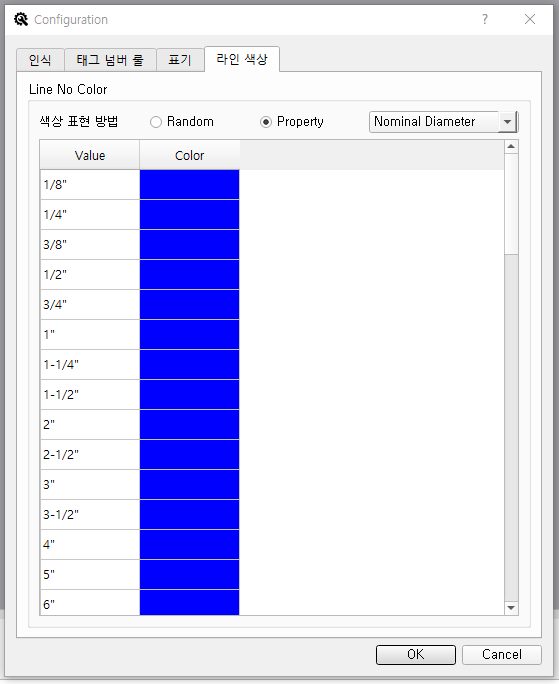 Configuration
인식 태그 넘버 룰 표기 라인 색상
Line No Color
색상 표현 방법 Random Property Nominal Diameter
Value Color
1/8"
1/4"
3/8"
1/2"
3/4"
1"
1-1/4"
1-1/2"
2"
2-1/2"
3"
3-1/2"
4"
5"
6"
OK Cancel